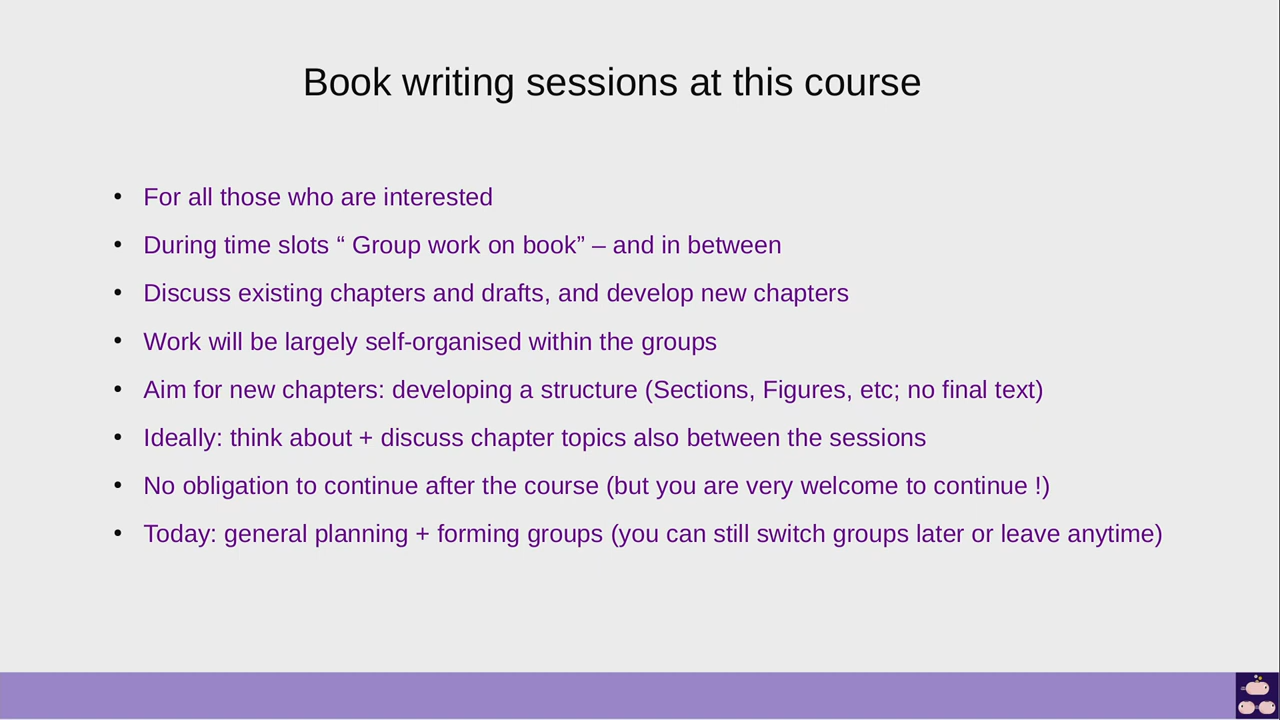 Book writing sessions at this course
• For all those who are interested
• During time slots “ Group work on book” – and in between
• Discuss existing chapters and drafts, and develop new chapters
• Work will be largely self-organised within the groups
• Aim for new chapters: developing a structure (Sections, Figures, etc; no final text)
• Ideally: think about + discuss chapter topics also between the sessions
• No obligation to continue after the course (but you are very welcome to continue !)
• Today: general planning + forming groups (you can still switch groups later or leave anytime)